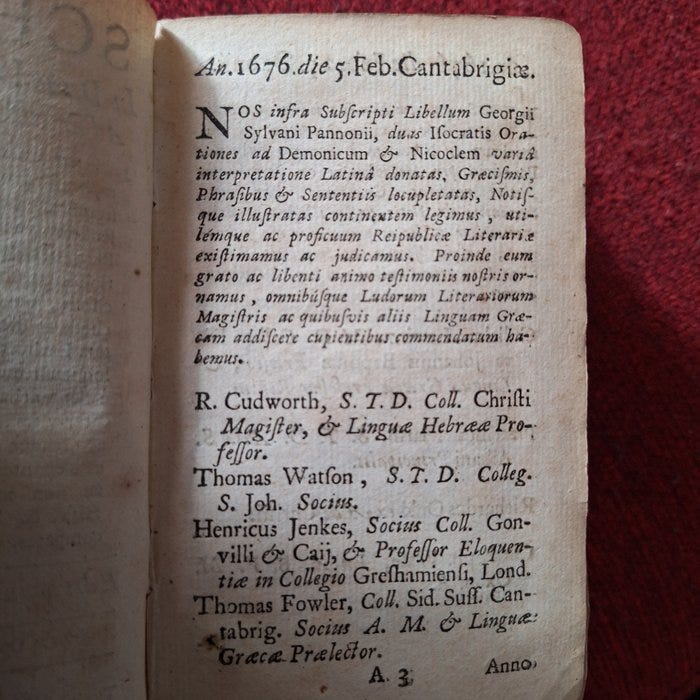 An. 1676. die 5. Feb. Cantabrigiæ.
NOS infra Subſcripti Libellum Georgii
Sylvani Pannonii, duas Iſocratis Ora-
tiones ad Demonicum & Nicoclem variâ
interpretatione Latinâ donatas, Græciſmis,
Phraſibus & Sententiis locupletatas, Notiſ-
que illuſtratas continentem legimus, uti-
lémque ac proficuum Reipublicæ Literariæ
exiſtimamus ac judicamus. Proinde eum
grato ac libenti animo teſtimoniis noſtris or-
namus, omnibúſque Ludorum Literariorum
Magiſtris ac quibuſvis aliis Linguam Græ-
cam addiſcere cupientibus commendatum ha-
bemus.
R. Cudworth, S. T. D. Coll. Chriſti
Magiſter, & Linguæ Hebrææ Pro-
feſſor.
Thomas Watſon, S. T. D. Colleg.
S. Joh. Socius.
Henricus Jenkes, Socius Coll. Gon-
villi & Caij, & Profeſſor Eloquen-
tiæ in Collegio Greſhamienſi, Lond.
Thomas Fowler, Coll. Sid. Suſſ. Can-
tabrig. Socius A. M. & Linguæ
Græcæ Prælector.
A 3 Anno